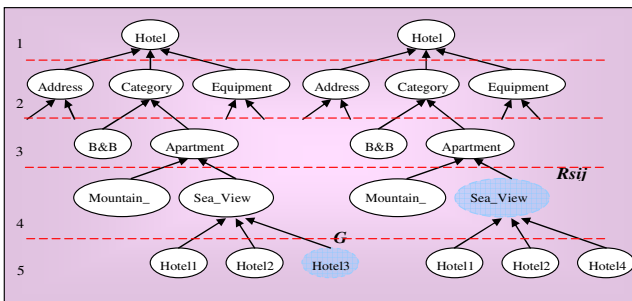 1 Hotel Hotel
Address Category Equipment Address Category Equipment
2
B&B Apartment B&B Apartment
3
Rsij
Mountain_ Sea_View Mountain_ Sea_View
4
G
Hotel1 Hotel2 Hotel3 Hotel1 Hotel2 Hotel4
5